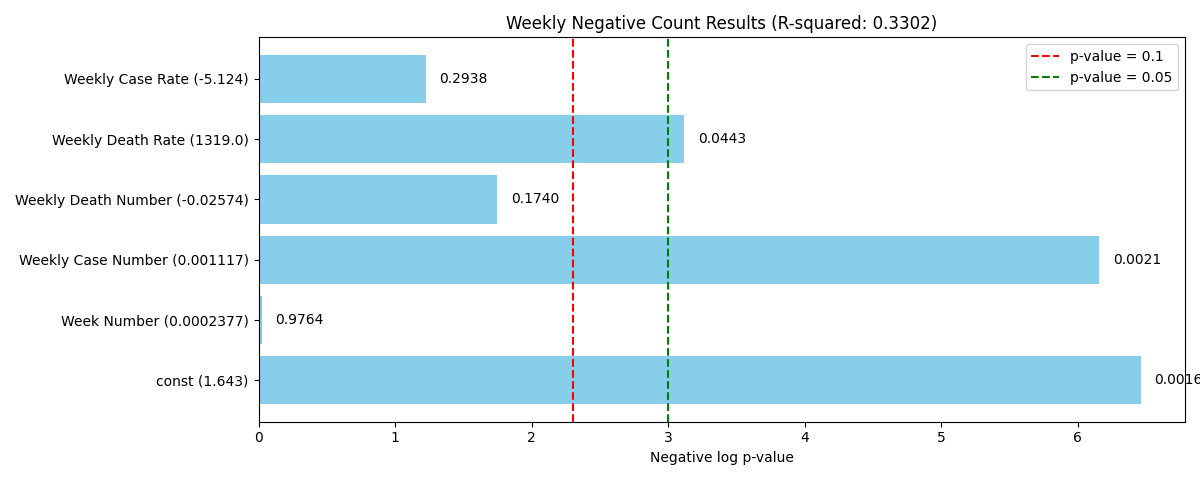 Weekly Negative Count Results (R-squared: 0.3302)
p-value = 0.1
p-value = 0.05
Weekly Case Rate (-5.124) 0.2938
Weekly Death Rate (1319.0) 0.0443
Weekly Death Number (-0.02574) 0.1740
Weekly Case Number (0.001117) 0.0021
Week Number (0.0002377) 0.9764
const (1.643) 0.0016
0 1 2 3 4 5 6
Negative log p-value